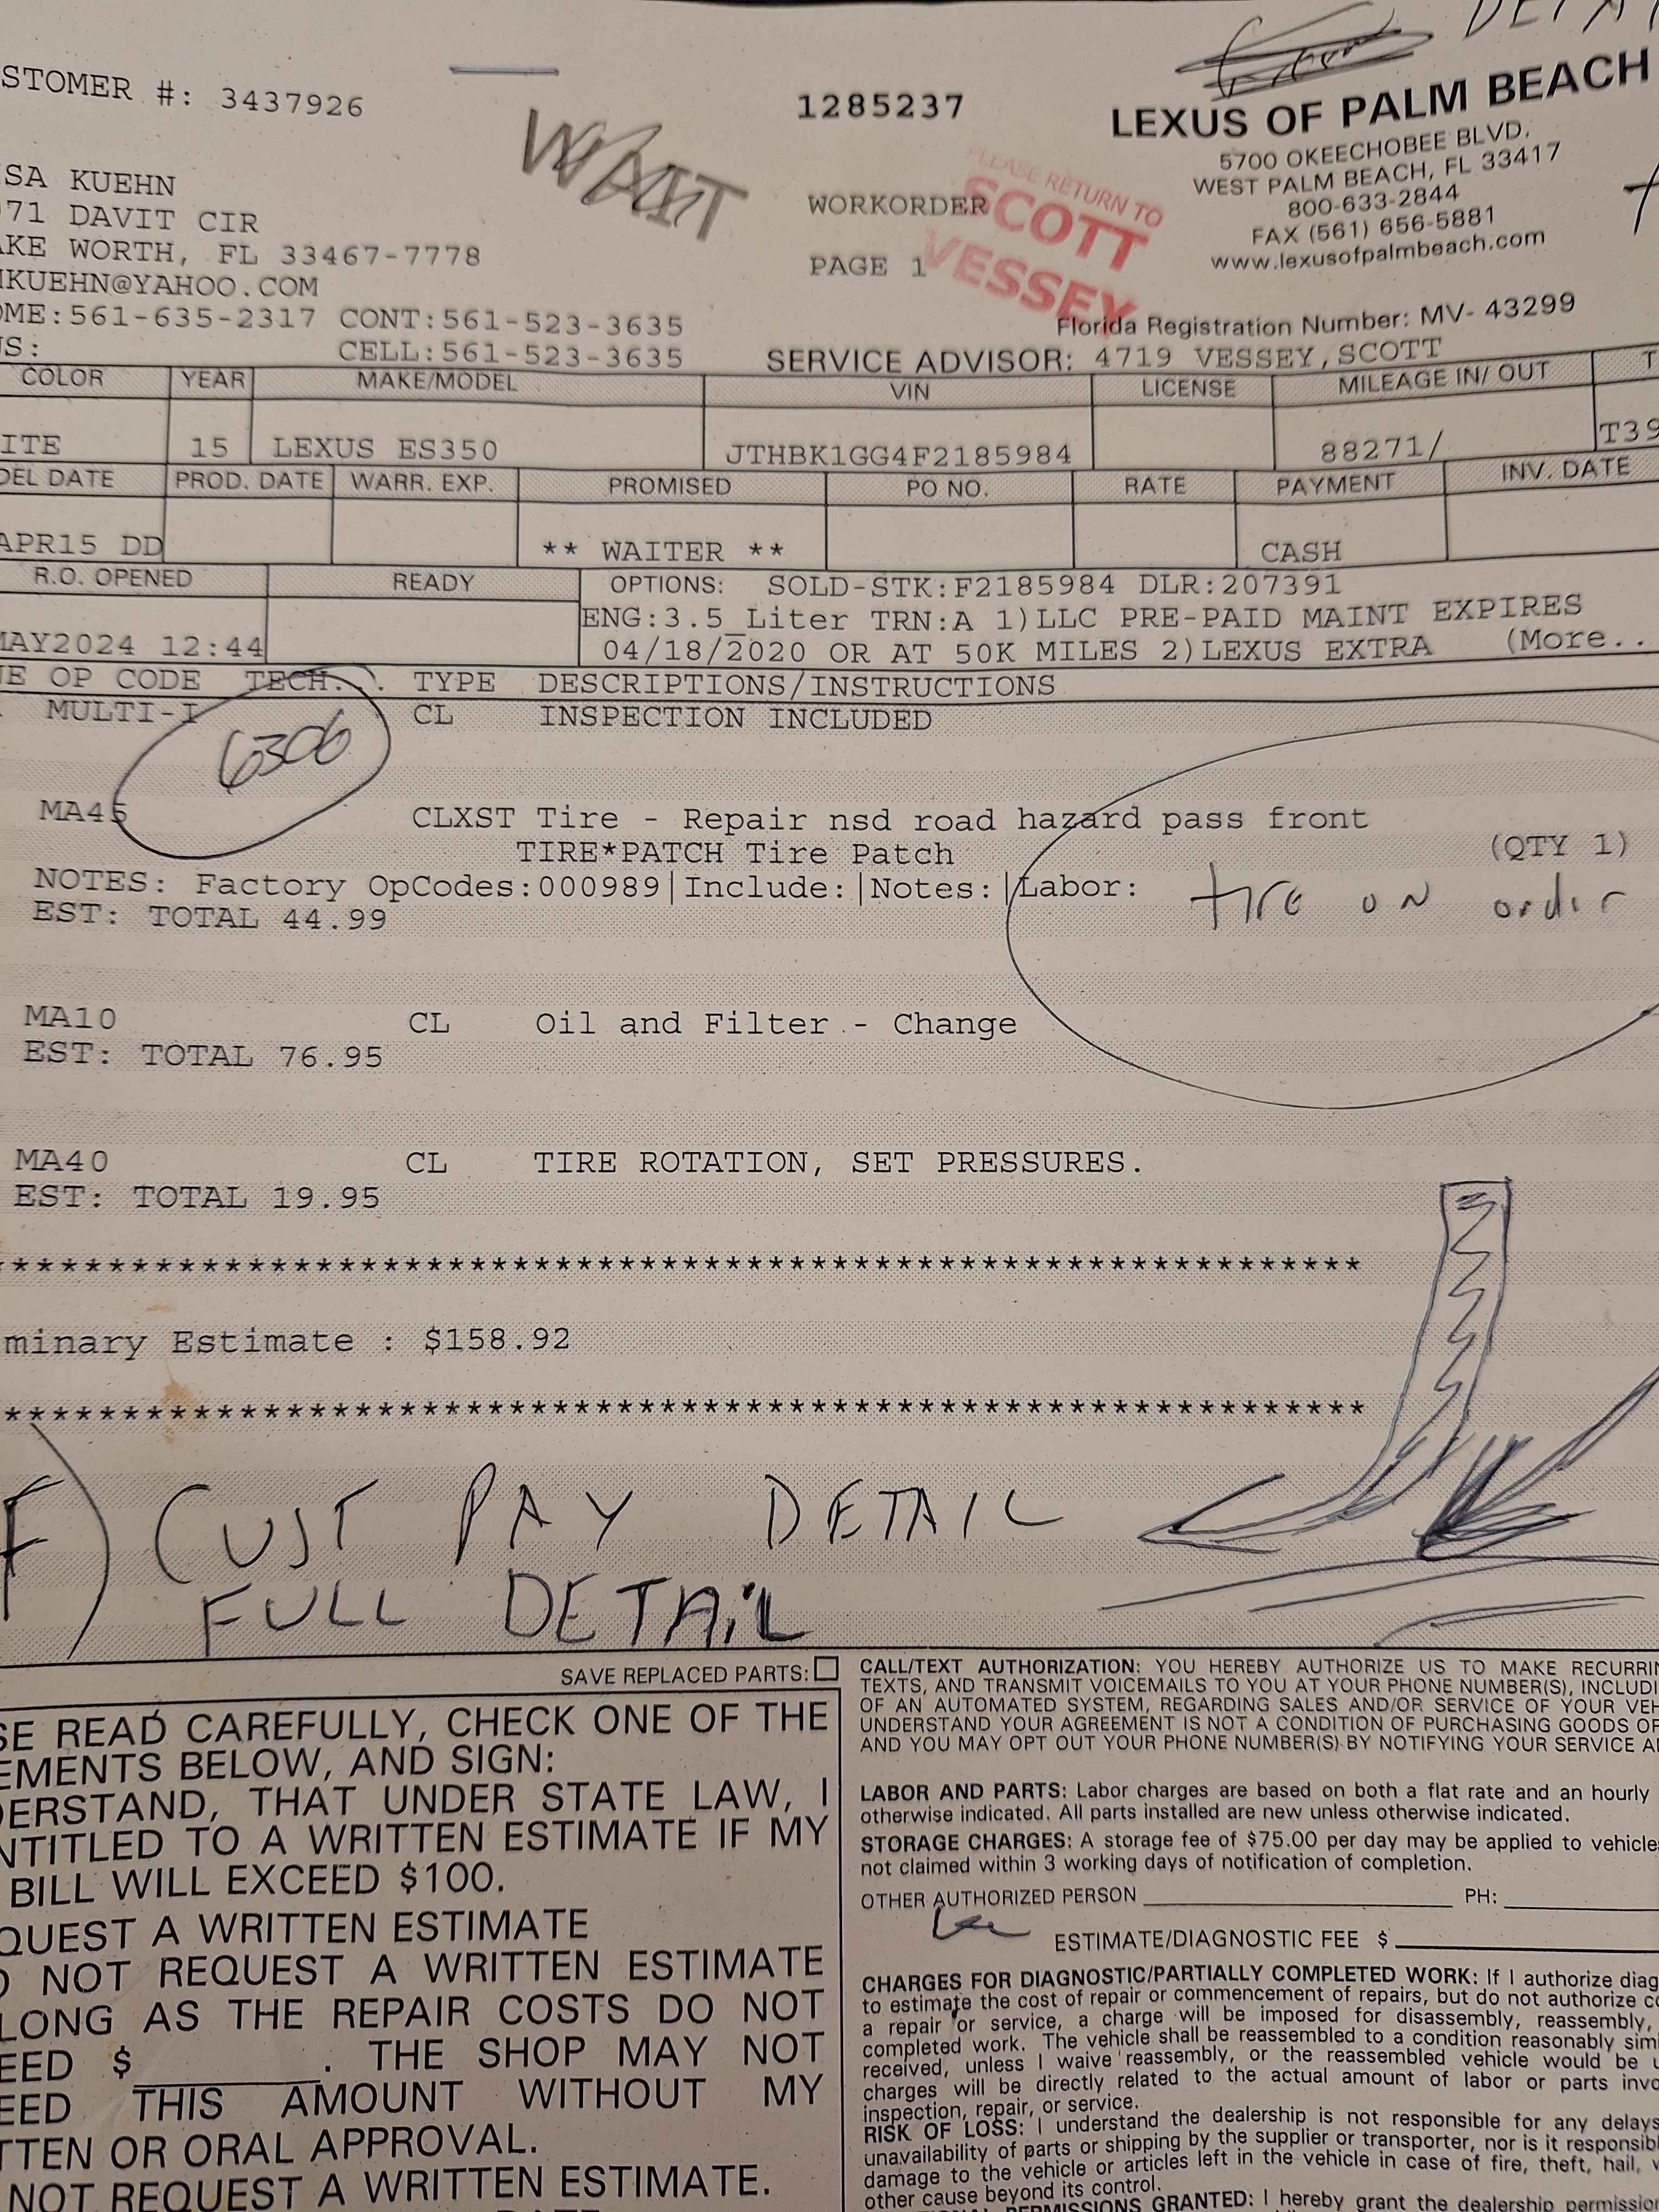 DETA
STOMER #: 3437926
1285237
LEXUS OF PALM BEACH
5700 OKEECHOBEE BLVD.
WEST PALM BEACH, FL 33417
800-633-2844
FAX (561) 656-5881
www.lexusofpalmbeach.com
WAIT
PLEASE RETURN TO
SCOTT
VESSEY
WORKORDER
PAGE 1
SA KUEHN
71 DAVIT CIR
AKE WORTH, FL 33467-7778
KUEHN@YAHOO.COM
OME:561-635-2317 CONT:561-523-3635
S: CELL:561-523-3635
Florida Registration Number: MV- 43299
SERVICE ADVISOR: 4719 VESSEY,SCOTT
COLOR YEAR MAKE/MODEL VIN LICENSE MILEAGE IN/ OUT T
ITE 15 LEXUS ES350 JTHBK1GG4F2185984 88271/ T39
DEL DATE PROD. DATE WARR. EXP. PROMISED PO NO. RATE PAYMENT INV. DATE
APR15 DD ** WAITER ** CASH
R.O. OPENED READY OPTIONS: SOLD-STK:F2185984 DLR:207391
ENG:3.5_Liter TRN:A 1)LLC PRE-PAID MAINT EXPIRES
MAY2024 12:44 04/18/2020 OR AT 50K MILES 2)LEXUS EXTRA (More..
NE OP CODE TECH... TYPE DESCRIPTIONS/INSTRUCTIONS
MULTI-I CL INSPECTION INCLUDED
6306
MA45 CLXST Tire - Repair nsd road hazard pass front
TIRE*PATCH Tire Patch (QTY 1)
NOTES: Factory OpCodes:000989|Include:|Notes:|Labor:
tire on order
EST: TOTAL 44.99
MA10 CL Oil and Filter - Change
EST: TOTAL 76.95
MA40 CL TIRE ROTATION, SET PRESSURES.
EST: TOTAL 19.95
********************************************************************
minary Estimate : $158.92
********************************************************************
F) CUST PAY DETAIL
FULL DETAIL
SAVE REPLACED PARTS:
SE READ CAREFULLY, CHECK ONE OF THE
EMENTS BELOW, AND SIGN:
DERSTAND, THAT UNDER STATE LAW, I
NTITLED TO A WRITTEN ESTIMATE IF MY
BILL WILL EXCEED $100.
QUEST A WRITTEN ESTIMATE
O NOT REQUEST A WRITTEN ESTIMATE
LONG AS THE REPAIR COSTS DO NOT
EED $ . THE SHOP MAY NOT
EED THIS AMOUNT WITHOUT MY
TTEN OR ORAL APPROVAL.
NOT REQUEST A WRITTEN ESTIMATE.
DATE
CALL/TEXT AUTHORIZATION: YOU HEREBY AUTHORIZE US TO MAKE RECURRIN
TEXTS, AND TRANSMIT VOICEMAILS TO YOU AT YOUR PHONE NUMBER(S), INCLUDI
OF AN AUTOMATED SYSTEM, REGARDING SALES AND/OR SERVICE OF YOUR VEH
UNDERSTAND YOUR AGREEMENT IS NOT A CONDITION OF PURCHASING GOODS OF
AND YOU MAY OPT OUT YOUR PHONE NUMBER(S) BY NOTIFYING YOUR SERVICE A
LABOR AND PARTS: Labor charges are based on both a flat rate and an hourly
otherwise indicated. All parts installed are new unless otherwise indicated.
STORAGE CHARGES: A storage fee of $75.00 per day may be applied to vehicles
not claimed within 3 working days of notification of completion.
OTHER AUTHORIZED PERSON PH:
ESTIMATE/DIAGNOSTIC FEE $
CHARGES FOR DIAGNOSTIC/PARTIALLY COMPLETED WORK: If I authorize diag
to estimate the cost of repair or commencement of repairs, but do not authorize co
a repair or service, a charge will be imposed for disassembly, reassembly,
completed work. The vehicle shall be reassembled to a condition reasonably simi
received, unless I waive reassembly, or the reassembled vehicle would be u
charges will be directly related to the actual amount of labor or parts invo
inspection, repair, or service.
RISK OF LOSS: I understand the dealership is not responsible for any delays
unavailability of parts or shipping by the supplier or transporter, nor is it responsibl
damage to the vehicle or articles left in the vehicle in case of fire, theft, hail,
other cause beyond its control.
PERMISSIONS GRANTED: I hereby grant the dealership permission